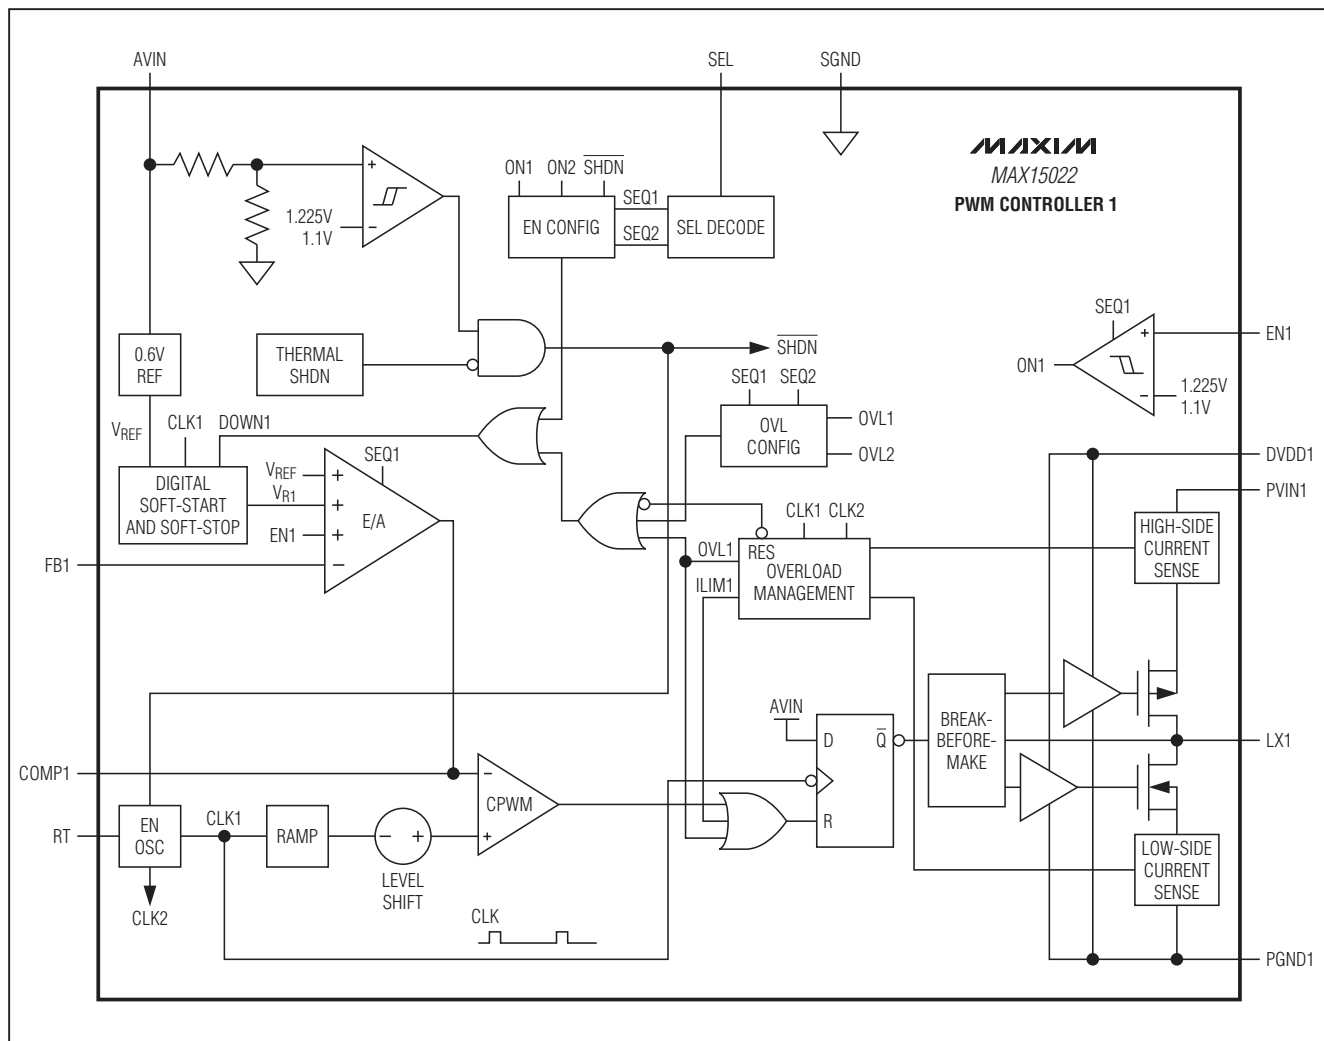 AVIN
SEL
SGND
MAXIM
MAX15022
PWM CONTROLLER 1
ON1
ON2
SHDN
EN CONFIG
SEQ1
SEQ2
SEL DECODE
+
−
1.225V
1.1V
0.6V
REF
THERMAL
SHDN
SHDN
SEQ1
EN1
+
ON1
−
1.225V
1.1V
SEQ1
SEQ2
OVL
CONFIG
OVL1
OVL2
VREF
CLK1
DOWN1
DIGITAL
SOFT-START
AND SOFT-STOP
SEQ1
VREF
+
VR1
+
EN1
+
−
E/A
FB1
DVDD1
PVIN1
HIGH-SIDE
CURRENT
SENSE
CLK1
CLK2
OVL1
ILIM1
RES
OVERLOAD
MANAGEMENT
AVIN
D
Q
R
BREAK-
BEFORE-
MAKE
LX1
COMP1
−
CPWM
+
RT
EN
OSC
CLK1
RAMP
−
+
LEVEL
SHIFT
CLK2
CLK
LOW-SIDE
CURRENT
SENSE
PGND1